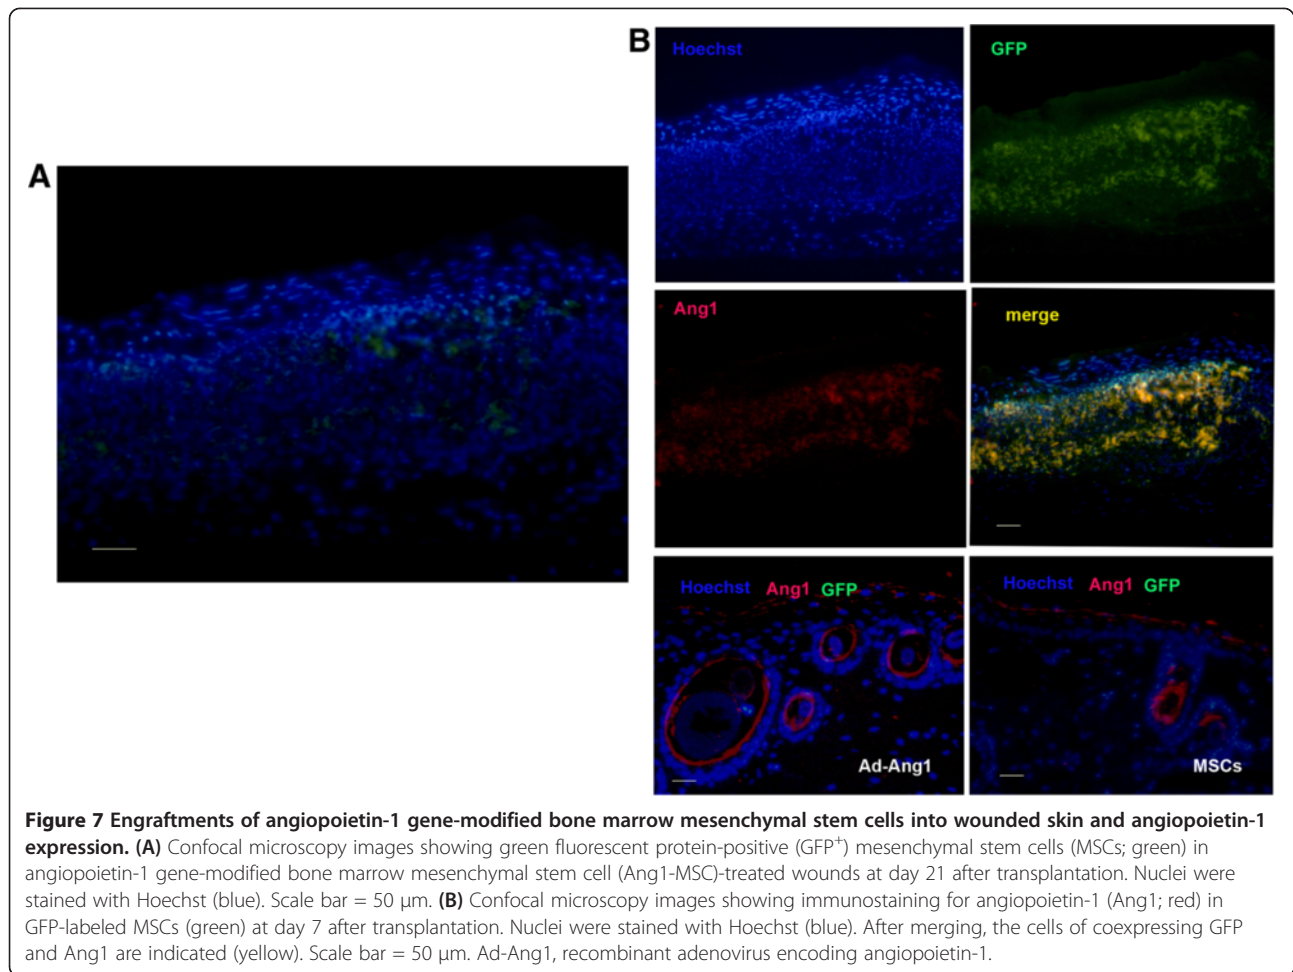 A
B
Hoechst
GFP
Ang1
merge
Hoechst Ang1 GFP
Ad-Ang1
Hoechst Ang1 GFP
MSCs
Figure 7 Engraftments of angiopoietin-1 gene-modified bone marrow mesenchymal stem cells into wounded skin and angiopoietin-1
expression. (A) Confocal microscopy images showing green fluorescent protein-positive (GFP⁺) mesenchymal stem cells (MSCs; green) in
angiopoietin-1 gene-modified bone marrow mesenchymal stem cell (Ang1-MSC)-treated wounds at day 21 after transplantation. Nuclei were
stained with Hoechst (blue). Scale bar = 50 μm. (B) Confocal microscopy images showing immunostaining for angiopoietin-1 (Ang1; red) in
GFP-labeled MSCs (green) at day 7 after transplantation. Nuclei were stained with Hoechst (blue). After merging, the cells of coexpressing GFP
and Ang1 are indicated (yellow). Scale bar = 50 μm. Ad-Ang1, recombinant adenovirus encoding angiopoietin-1.